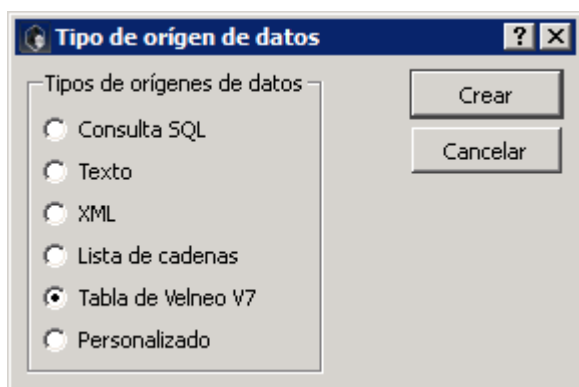 Tipo de orígen de datos
Tipos de orígenes de datos
Crear
Consulta SQL
Cancelar
Texto
XML
Lista de cadenas
Tabla de Velneo V7
Personalizado